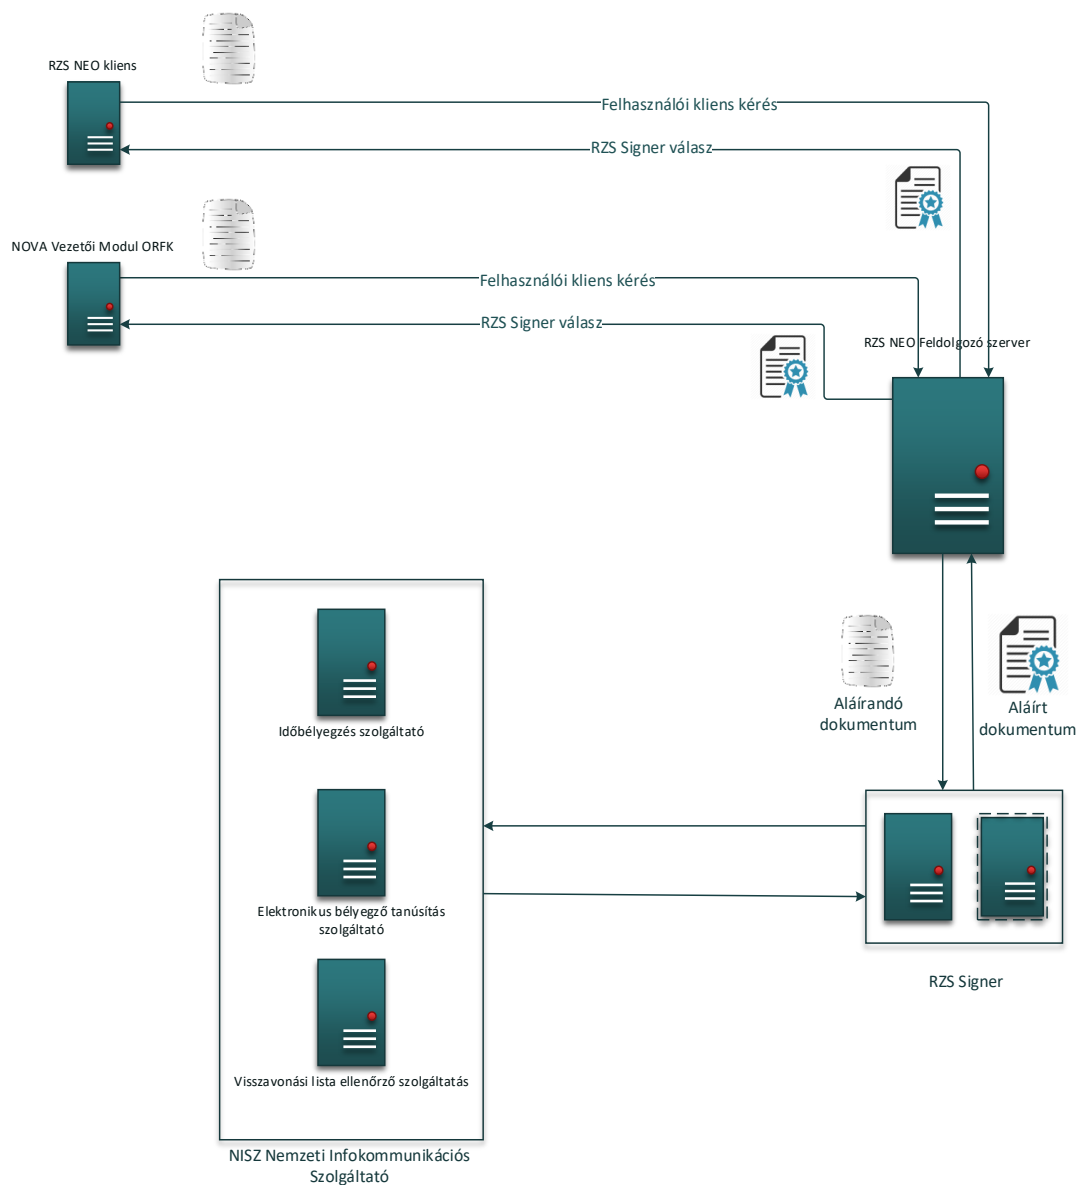 RZS NEO kliens
Felhasználói kliens kérés
RZS Signer válasz
NOVA Vezetői Modul ORFK
Felhasználói kliens kérés
RZS Signer válasz
RZS NEO Feldolgozó szerver
Aláírandó
dokumentum
Aláírt
dokumentum
Időbélyegzés szolgáltató
Elektronikus bélyegző tanúsítás
szolgáltató
RZS Signer
Visszavonási lista ellenőrző szolgáltatás
NISZ Nemzeti Infokommunikációs
Szolgáltató